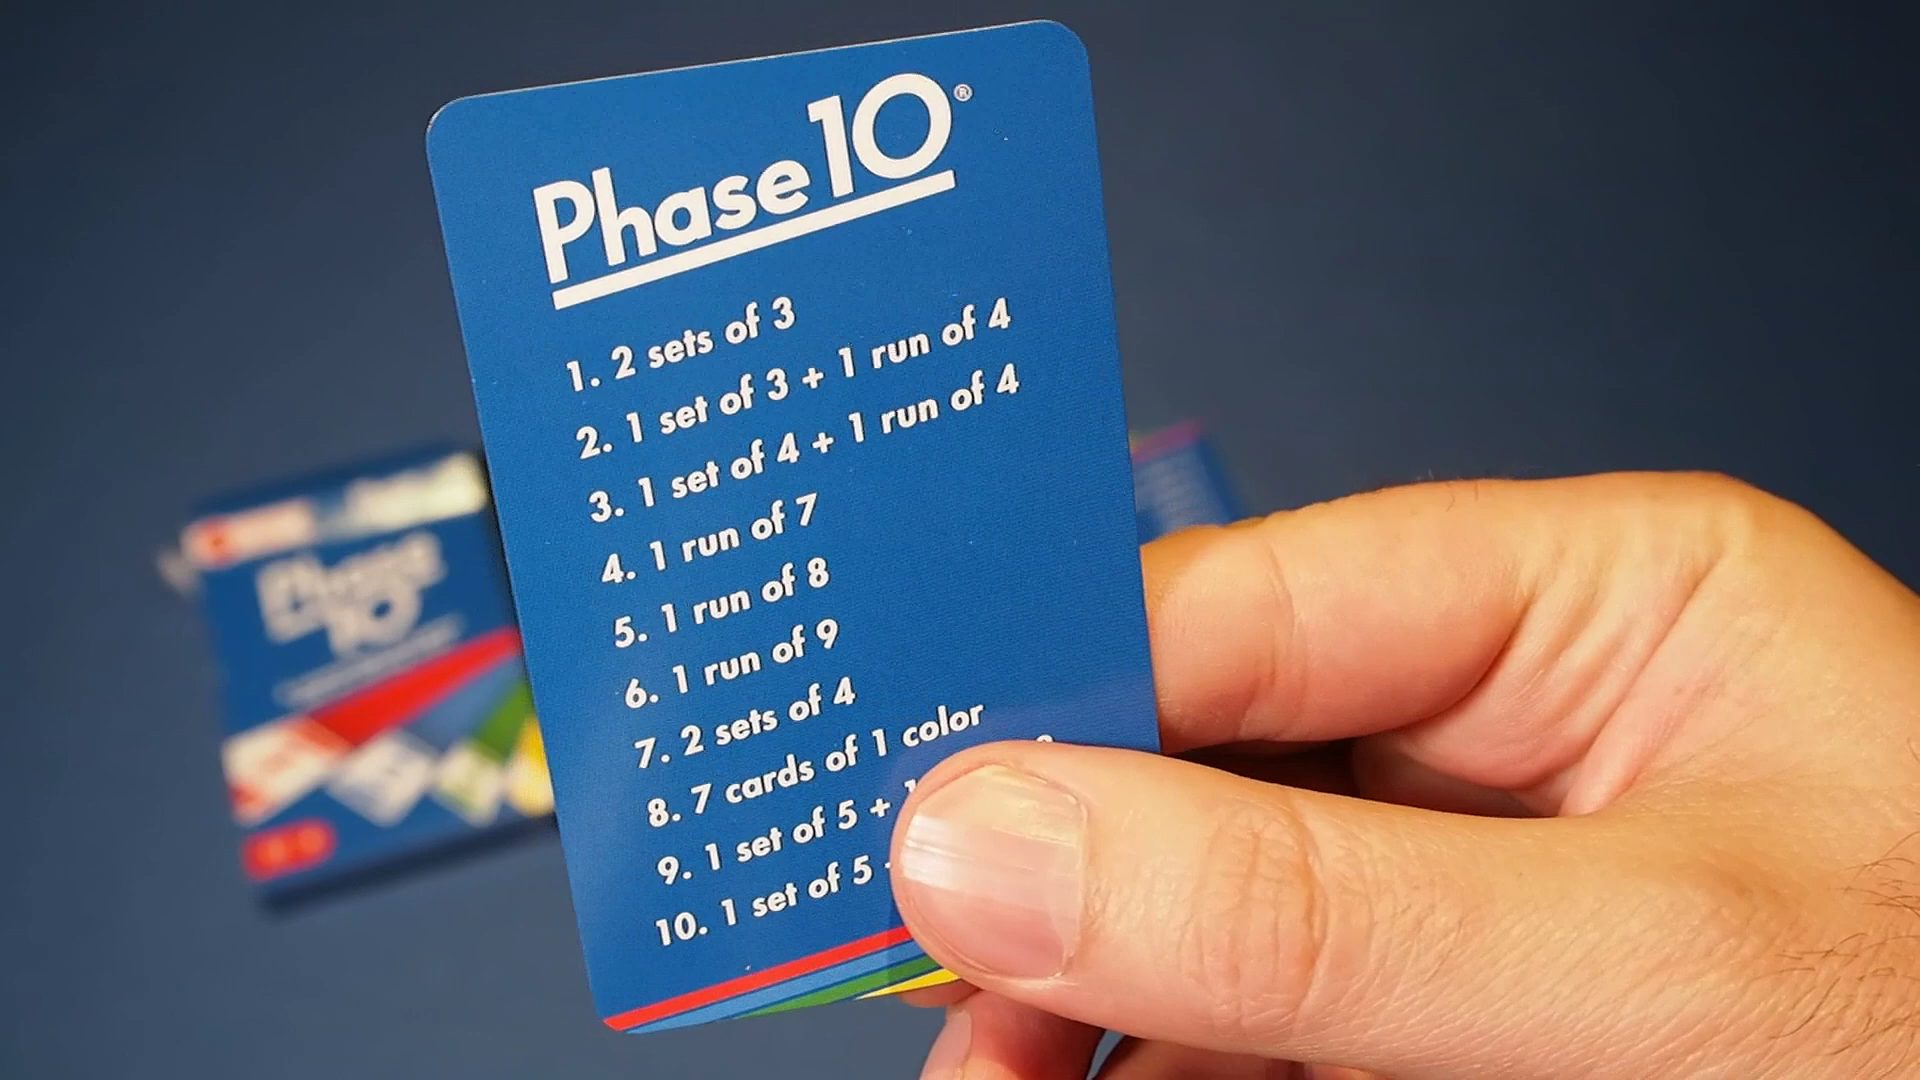 Phase 10®
1. 2 sets of 3
2. 1 set of 3 + 1 run of 4
3. 1 set of 4 + 1 run of 4
4. 1 run of 7
5. 1 run of 8
6. 1 run of 9
7. 2 sets of 4
8. 7 cards of 1 color
9. 1 set of 5 +
10. 1 set of 5
Phase
10